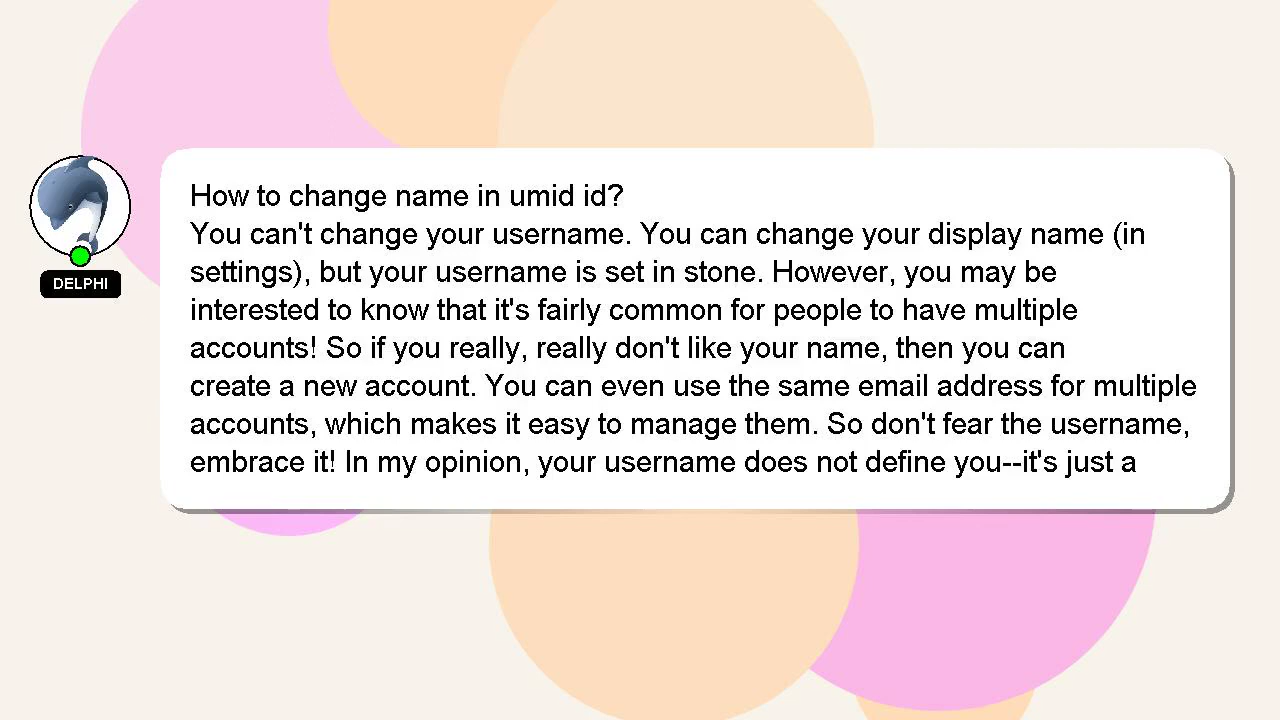 How to change name in umid id?
You can't change your username. You can change your display name (in
settings), but your username is set in stone. However, you may be
interested to know that it's fairly common for people to have multiple
accounts! So if you really, really don't like your name, then you can
create a new account. You can even use the same email address for multiple
accounts, which makes it easy to manage them. So don't fear the username,
embrace it! In my opinion, your username does not define you--it's just a
DELPHI